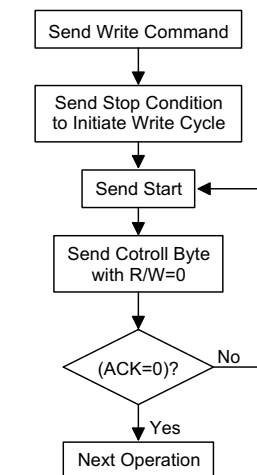 Send Write Command
Send Stop Condition
to Initiate Write Cycle
Send Start
Send Cotroll Byte
with R/W=0
(ACK=0)?
No
Yes
Next Operation